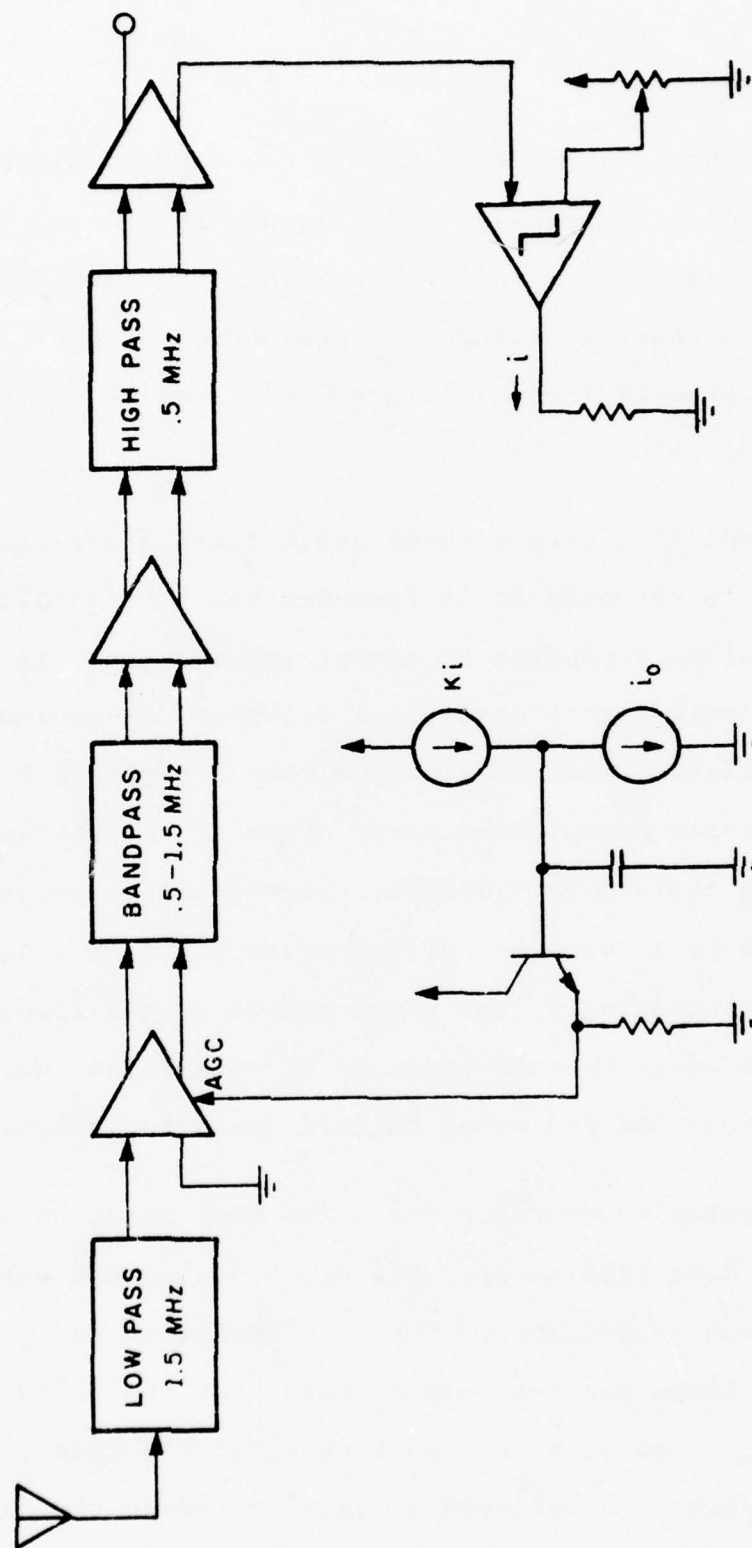 LOW PASS
1.5 MHz
AGC
BANDPASS
.5-1.5 MHz
HIGH PASS
.5 MHz
i
Ki
i₀